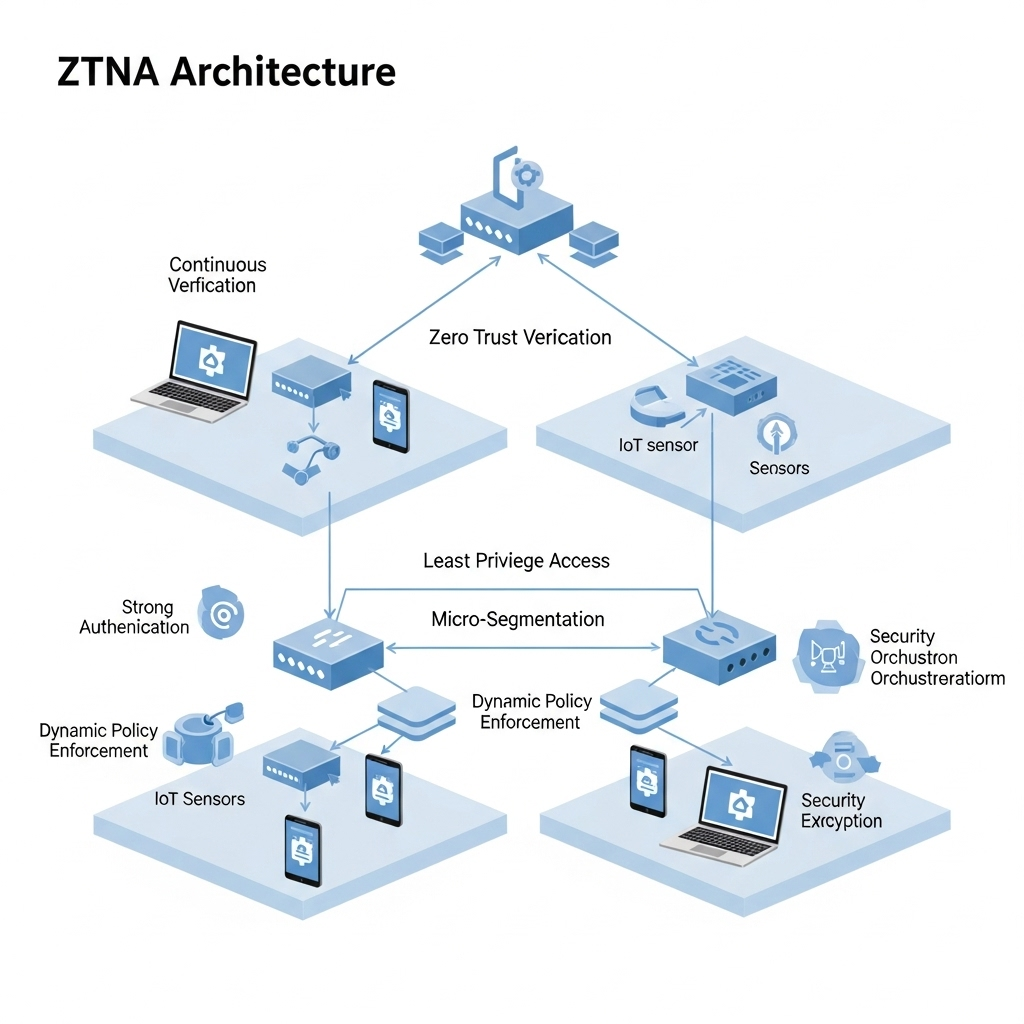 ZTNA Architecture
Continuous
Verfication
Zero Trust Verication
IoT sensor
Sensors
Least Priviege Access
Strong
Authenication
Micro-Segmentation
Security
Orchustron
Orchustreratiorm
Dynamic Policy
Enforcement
Dynamic Policy
Enforcement
IoT Sensors
Security
Exrcyption